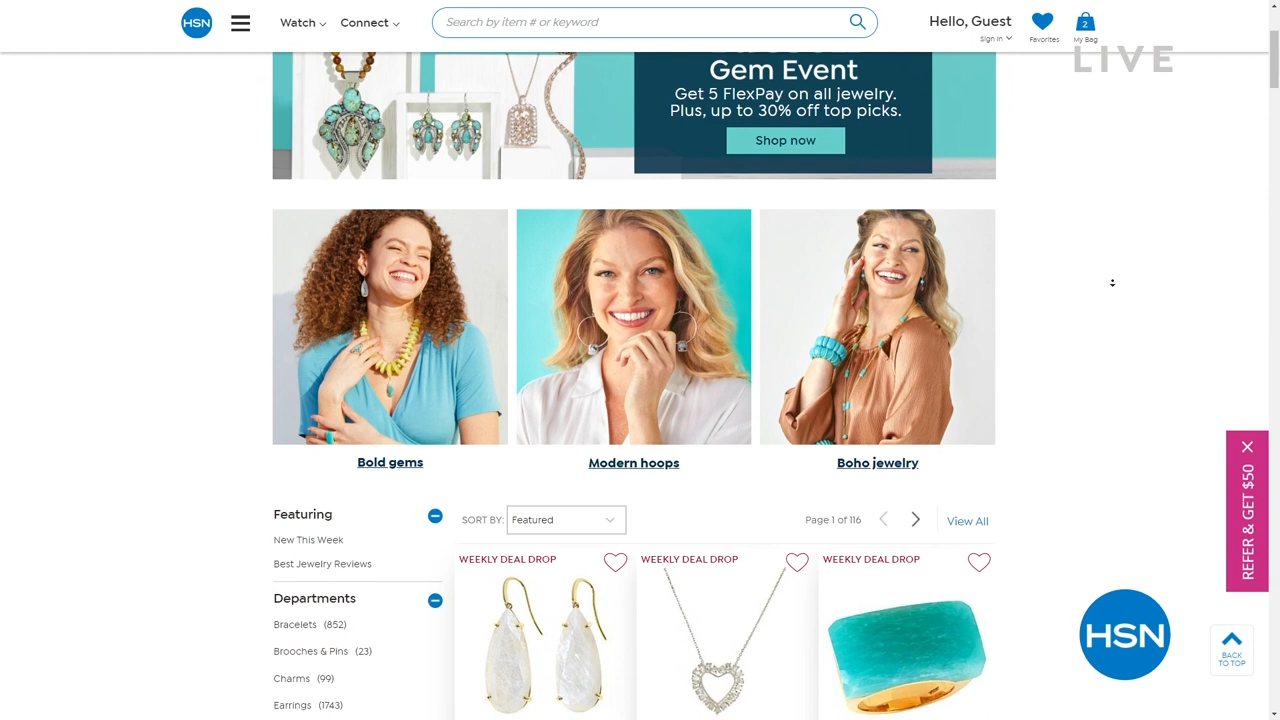 HSN
Watch
Connect
Search by item # or keyword
Hello, Guest
Sign In
Favorites
2
My Bag
LIVE
Gem Event
Get 5 FlexPay on all jewelry.
Plus, up to 30% off top picks.
Shop now
Bold gems
Modern hoops
Boho jewelry
Featuring
New This Week
Best Jewelry Reviews
Departments
Bracelets (852)
Brooches & Pins (23)
Charms (99)
Earrings (1743)
SORT BY: Featured
Page 1 of 116
View All
WEEKLY DEAL DROP
WEEKLY DEAL DROP
WEEKLY DEAL DROP
REFER & GET $50
HSN
BACK
TO TOP